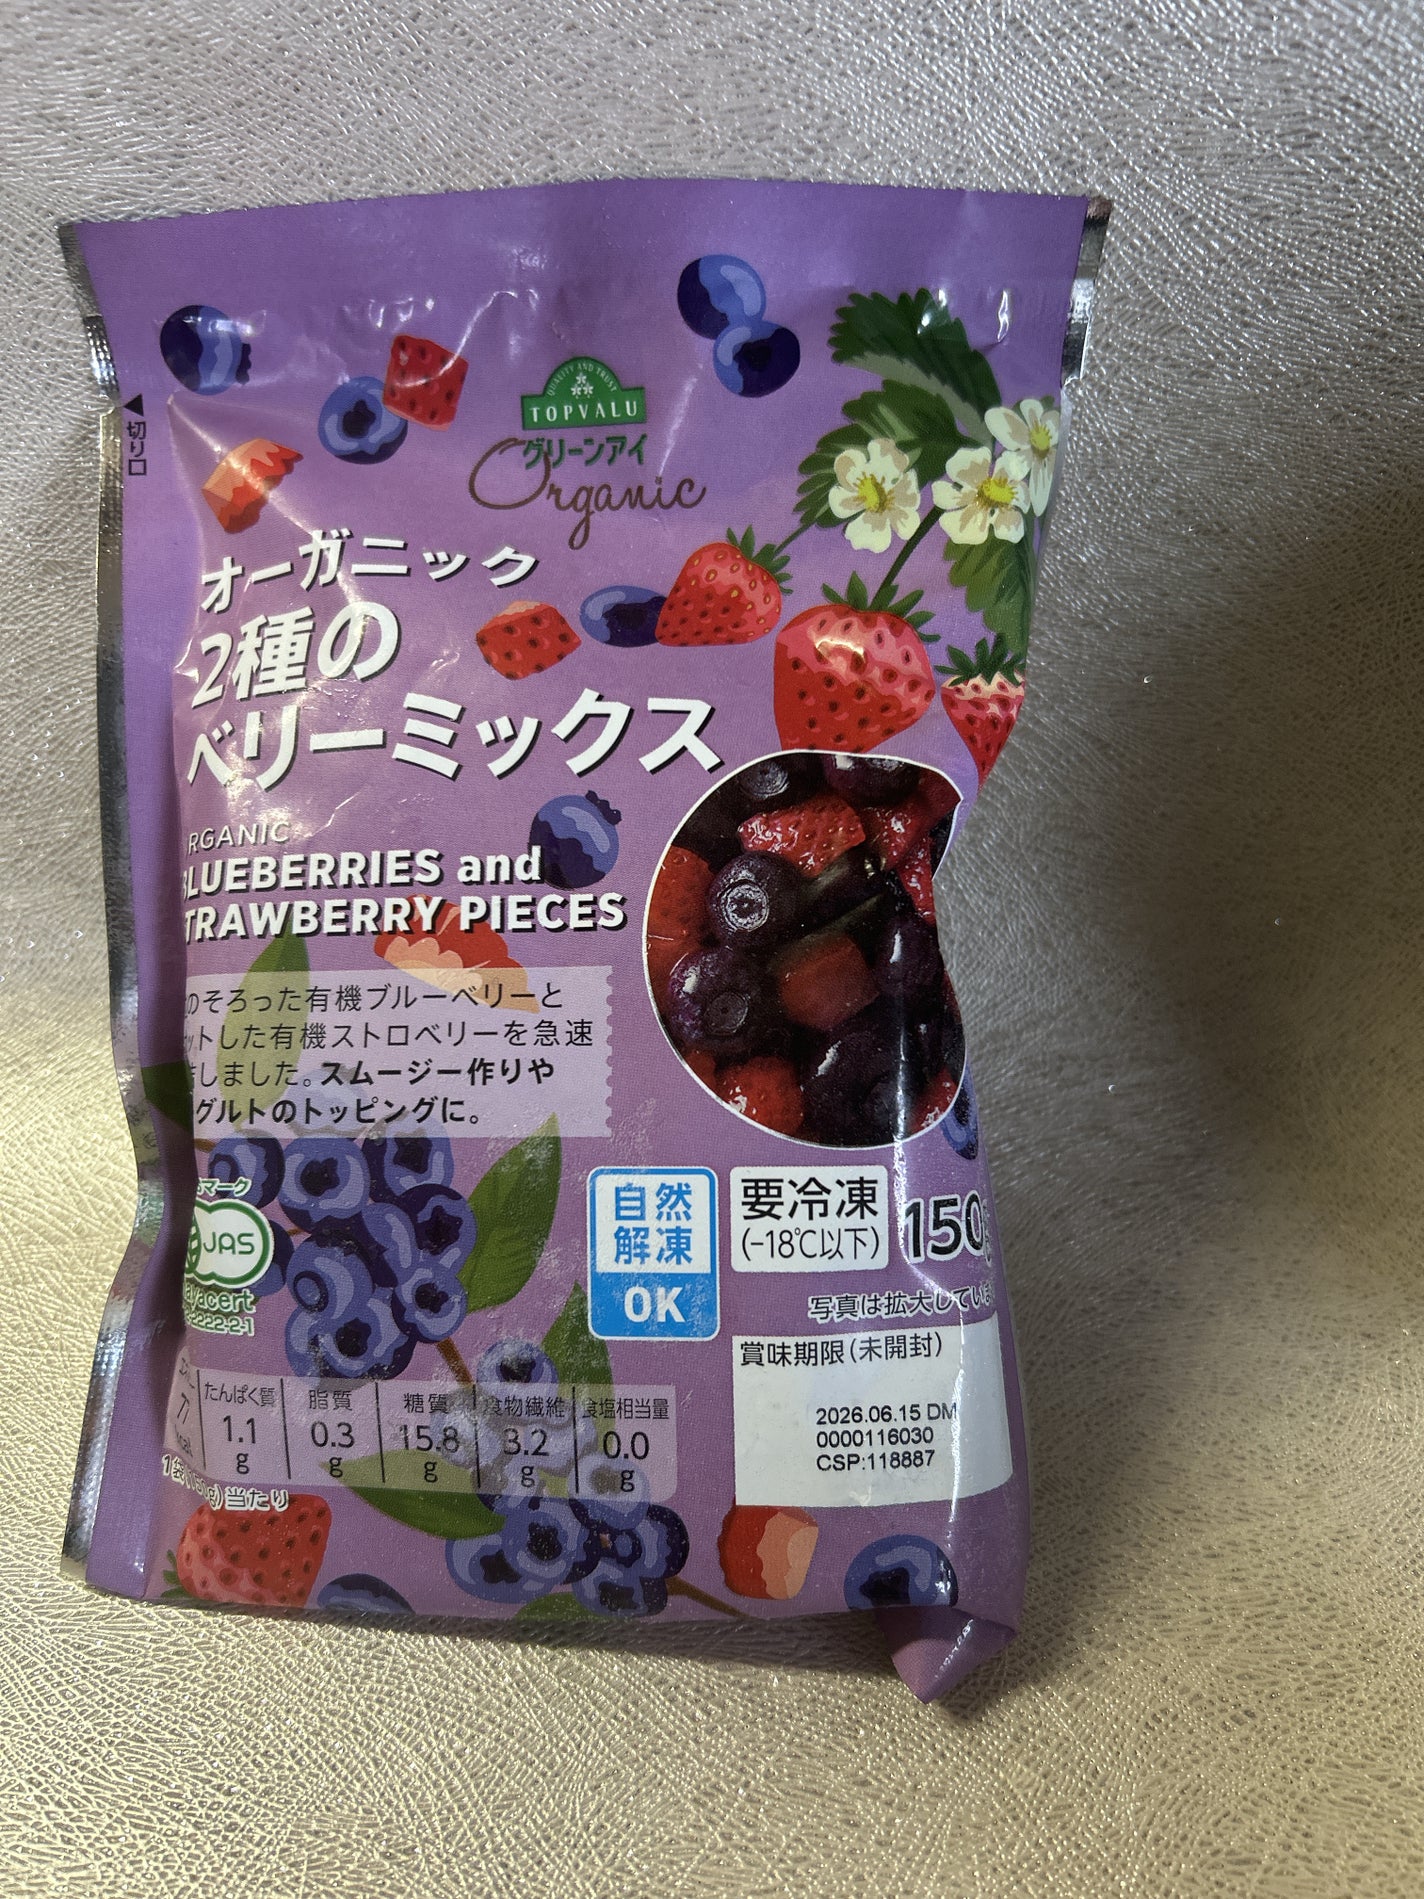 切り口
QUALITY AND TRUST
TOPVALU
グリーンアイ
Organic
オーガニック
2種の
ベリーミックス
RGANIC
LUEBERRIES and
TRAWBERRY PIECES
のそろった有機ブルーベリーと
ットした有機ストロベリーを急速
しました。スムージー作りや
グルトのトッピングに。
マーク
JAS
ayacert
2222-2-1
自然
解凍
OK
要冷凍
(-18℃以下)
150
写真は拡大してい
賞味期限(未開封)
2026.06.15 DM
0000116030
CSP:118887
たんぱく質 脂質 糖質 食物繊維 食塩相当量
1.1 0.3 15.8 3.2 0.0
g g g g g
当たり